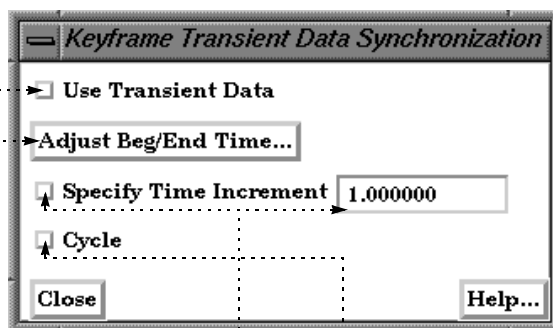 Keyframe Transient Data Synchronization
Use Transient Data
Adjust Beg/End Time...
Specify Time Increment 1.000000
Cycle
Close Help...